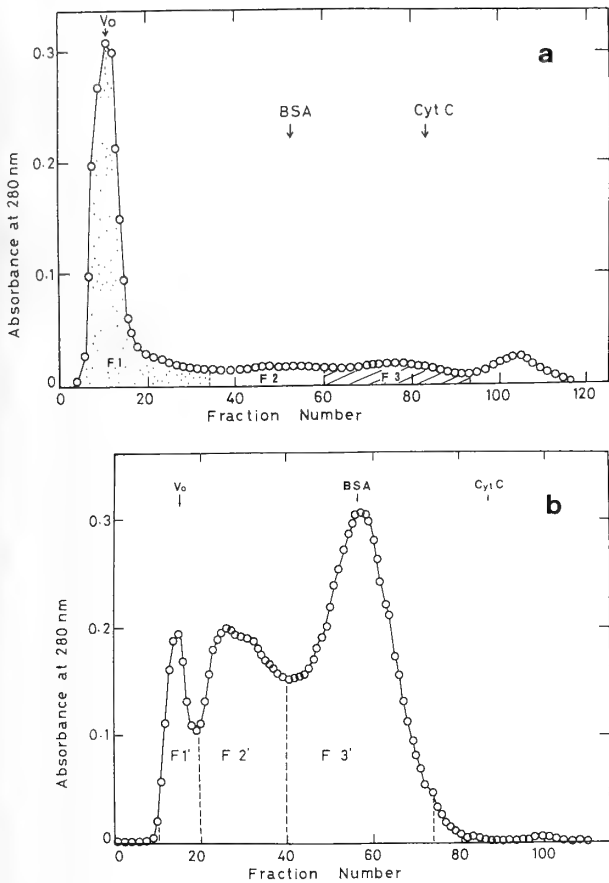 Vo
a
0.3
BSA
Cyt C
0.2
Absorbance at 280 nm
0.1
F1
F2
F3
0
0 20 40 60 80 100 120
Fraction Number
Vo
BSA
Cyt C
b
0.3
0.2
Absorbance at 280 nm
0.1
F1'
F2'
F3'
0
0 20 40 60 80 100
Fraction Number